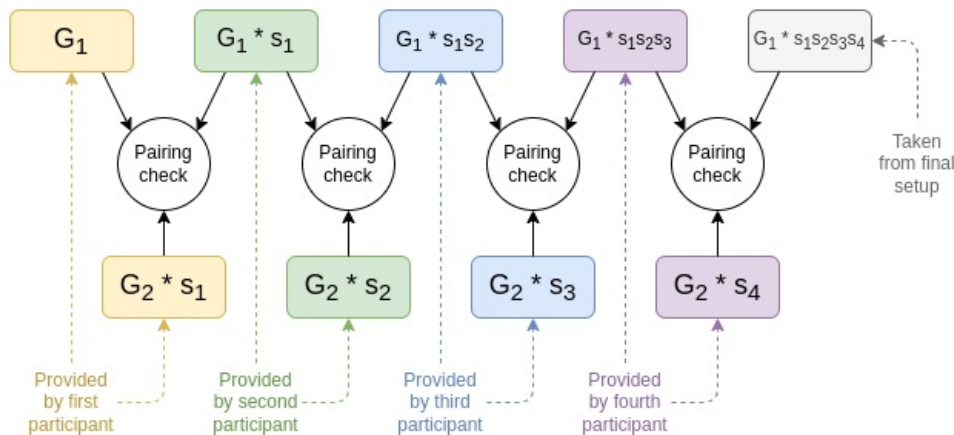 G₁
G₁ * s₁
G₁ * s₁s₂
G₁ * s₁s₂s₃
G₁ * s₁s₂s₃s₄
Pairing
check
Pairing
check
Pairing
check
Pairing
check
Taken
from final
setup
G₂ * s₁
G₂ * s₂
G₂ * s₃
G₂ * s₄
Provided
by first
participant
Provided
by second
participant
Provided
by third
participant
Provided
by fourth
participant